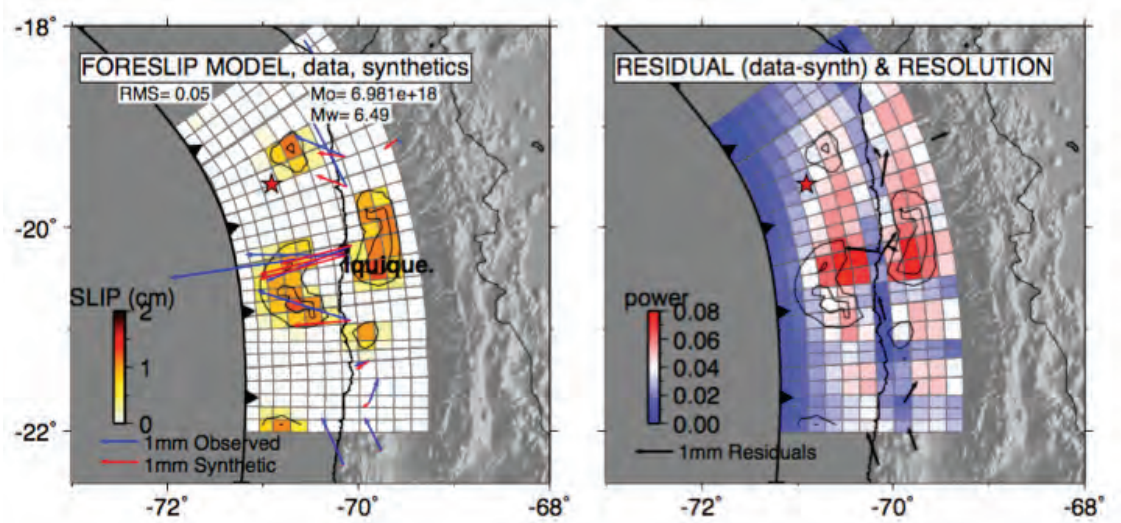 -18°
FORESLIP MODEL, data, synthetics
RMS= 0.05
Mo= 6.981e+18
Mw= 6.49
-20°
Iquique.
SLIP (cm)
2
1
0
-22°
1mm Observed
1mm Synthetic
-72°
-70°
-68°
RESIDUAL (data-synth) & RESOLUTION
power
0.08
0.06
0.04
0.02
0.00
1mm Residuals
-72°
-70°
-68°